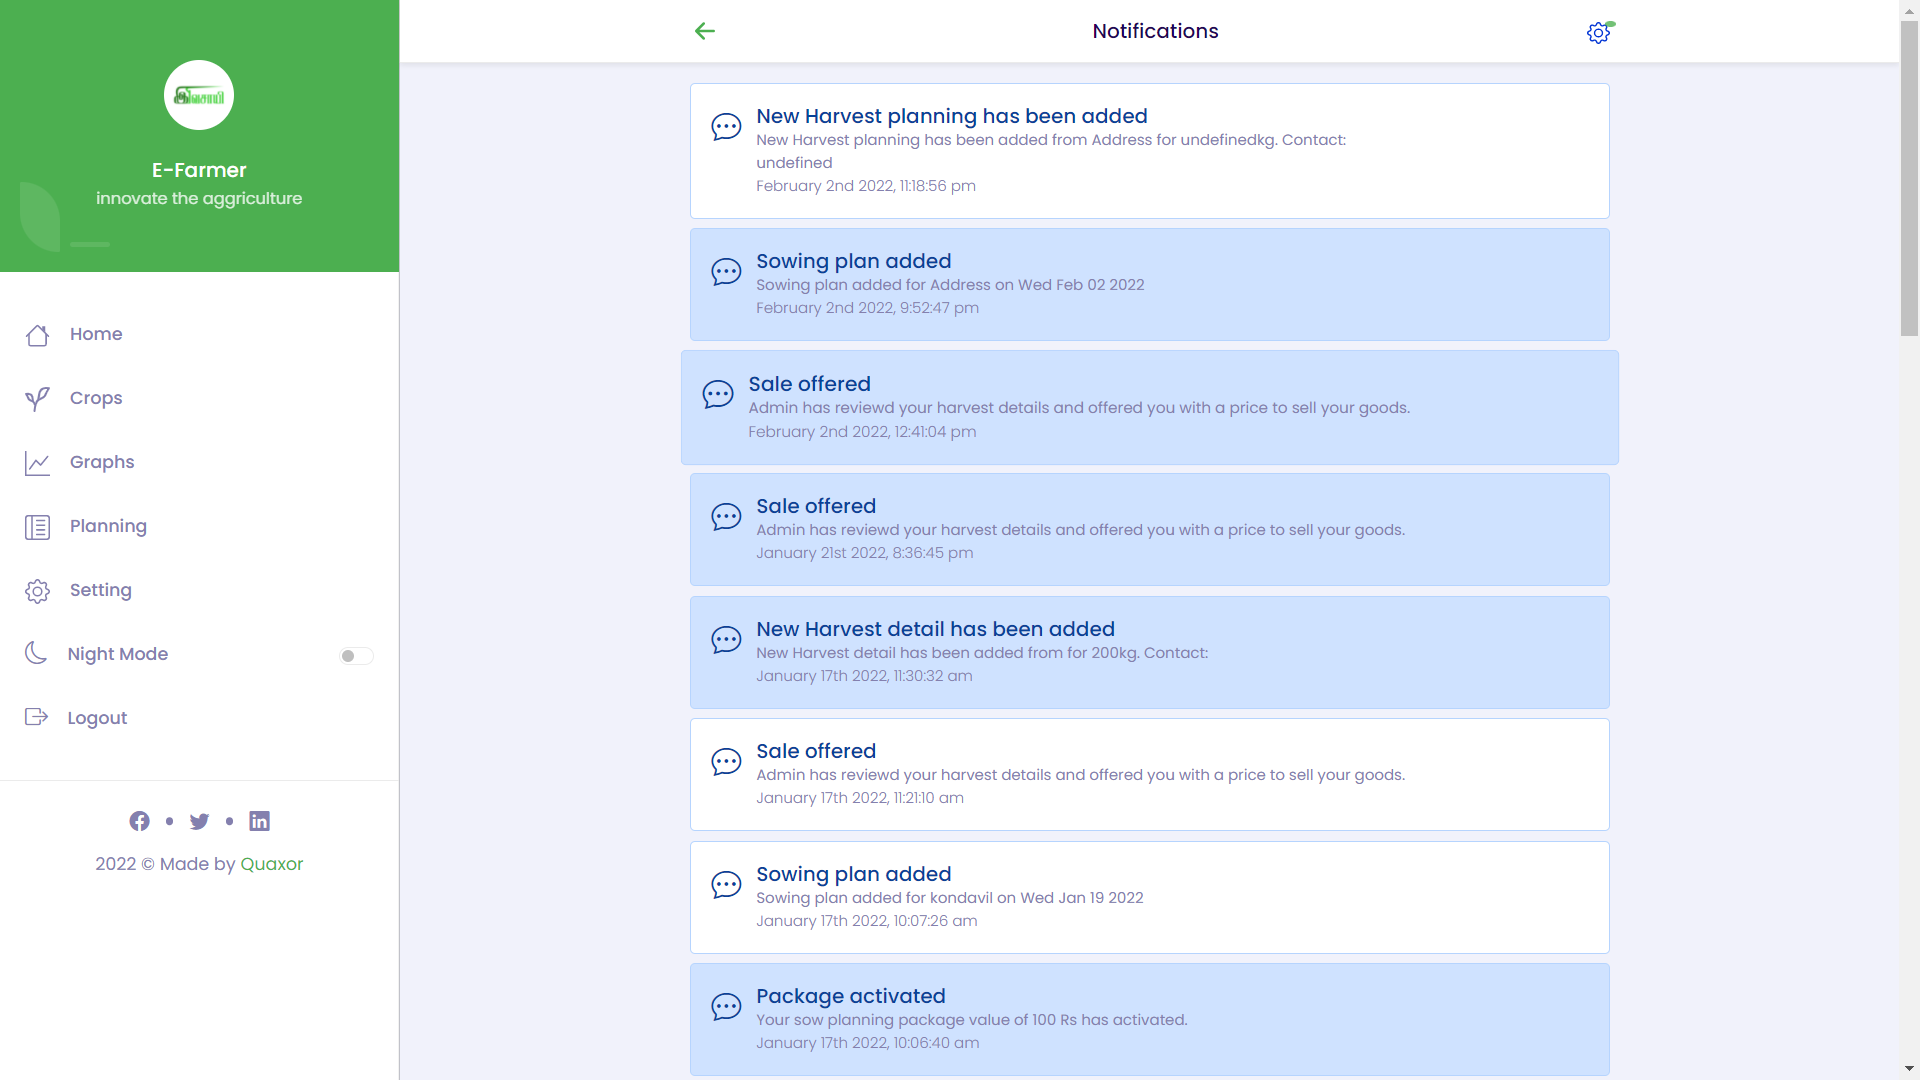 இவசாயி
E-Farmer
innovate the aggriculture
Home
Crops
Graphs
Planning
Setting
Night Mode
Logout
2022 © Made by Quaxor
Notifications
New Harvest planning has been added
New Harvest planning has been added from Address for undefinedkg. Contact:
undefined
February 2nd 2022, 11:18:56 pm
Sowing plan added
Sowing plan added for Address on Wed Feb 02 2022
February 2nd 2022, 9:52:47 pm
Sale offered
Admin has reviewd your harvest details and offered you with a price to sell your goods.
February 2nd 2022, 12:41:04 pm
Sale offered
Admin has reviewd your harvest details and offered you with a price to sell your goods.
January 21st 2022, 8:36:45 pm
New Harvest detail has been added
New Harvest detail has been added from for 200kg. Contact:
January 17th 2022, 11:30:32 am
Sale offered
Admin has reviewd your harvest details and offered you with a price to sell your goods.
January 17th 2022, 11:21:10 am
Sowing plan added
Sowing plan added for kondavil on Wed Jan 19 2022
January 17th 2022, 10:07:26 am
Package activated
Your sow planning package value of 100 Rs has activated.
January 17th 2022, 10:06:40 am